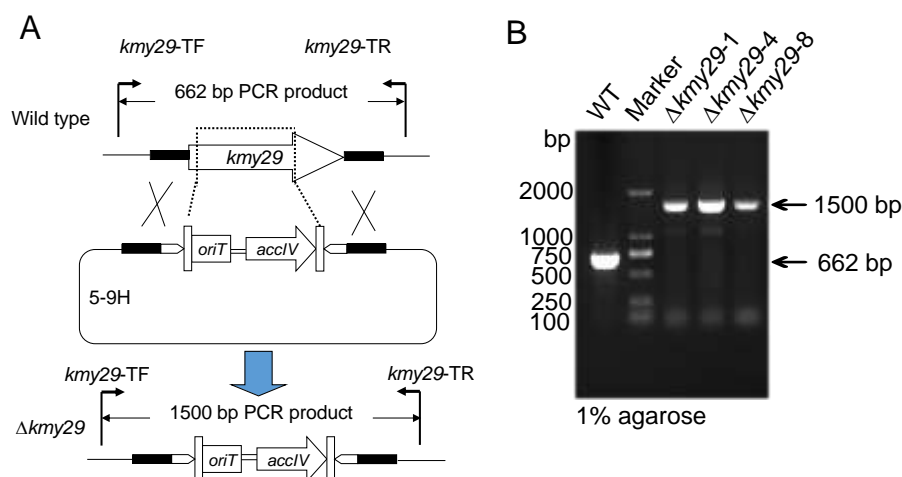 A
kmy29-TF kmy29-TR
662 bp PCR product
Wild type
kmy29
oriT accIV
5-9H
kmy29-TF kmy29-TR
1500 bp PCR product
Δkmy29
oriT accIV
B
WT Marker Δkmy29-1 Δkmy29-4 Δkmy29-8
bp
2000
1000
750
500
250
100
1500 bp
662 bp
1% agarose